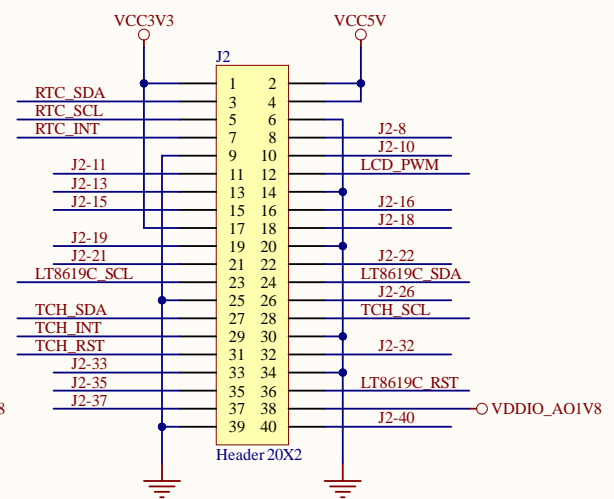 VCC3V3 VCC5V
J2
1 2
RTC_SDA 3 4
RTC_SCL 5 6
RTC_INT 7 8 J2-8
9 10 J2-10
J2-11 11 12 LCD_PWM
J2-13 13 14
J2-15 15 16 J2-16
17 18 J2-18
J2-19 19 20
J2-21 21 22 J2-22
LT8619C_SCL 23 24 LT8619C_SDA
25 26 J2-26
TCH_SDA 27 28 TCH_SCL
TCH_INT 29 30
TCH_RST 31 32 J2-32
J2-33 33 34
J2-35 35 36 LT8619C_RST
8 J2-37 37 38 VDDIO_AO1V8
39 40 J2-40
Header 20X2